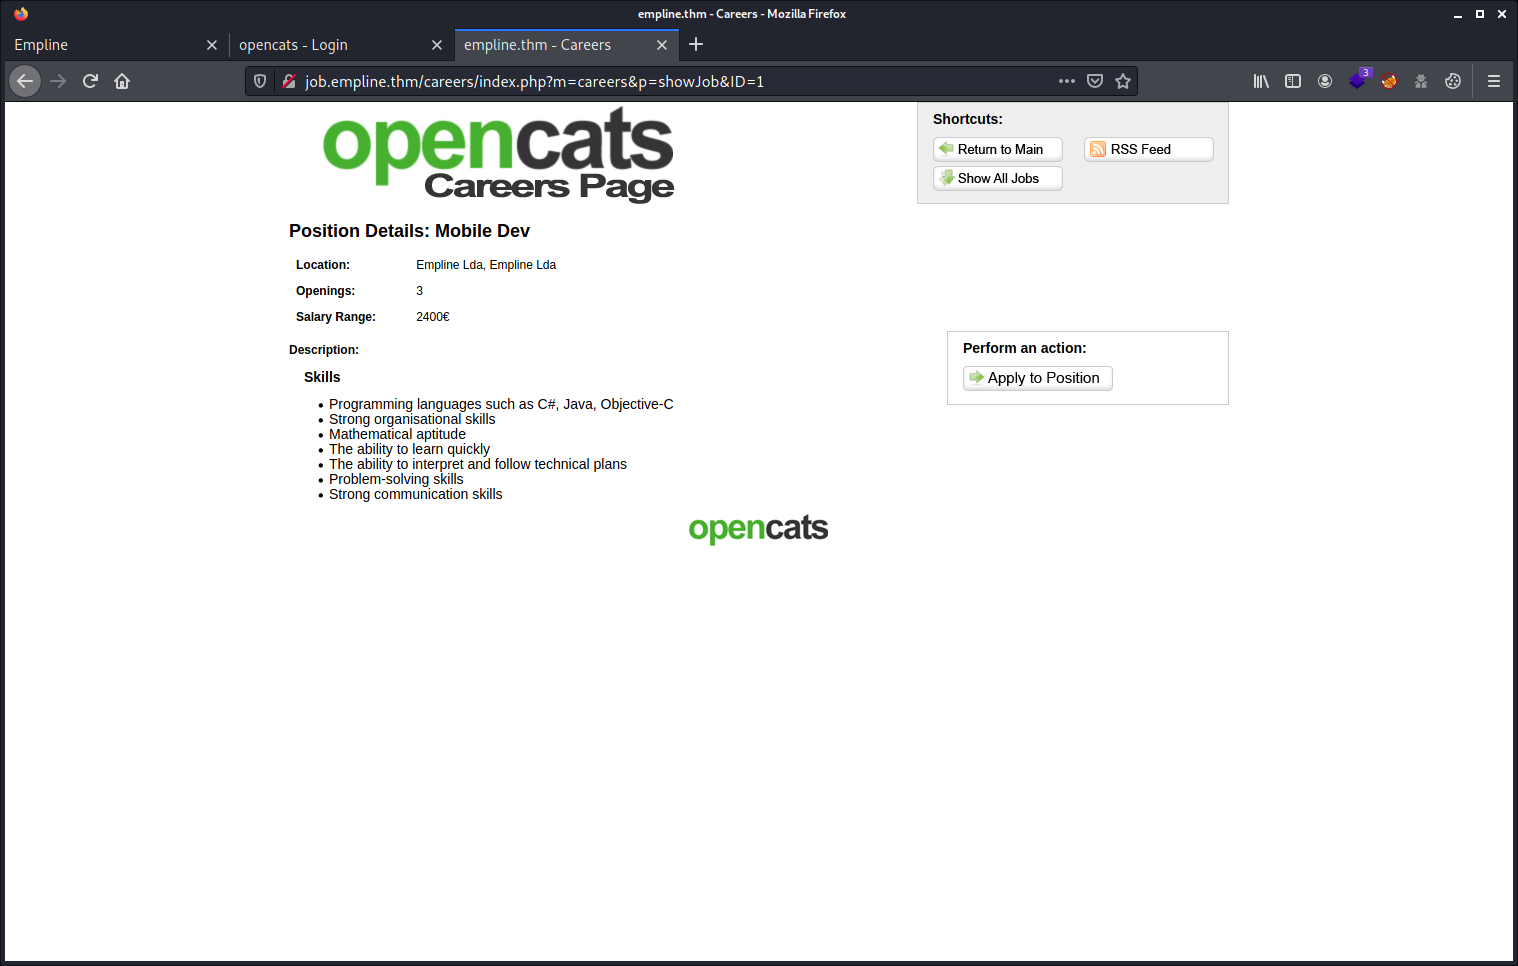 empline.thm - Careers - Mozilla Firefox
Empline
opencats - Login
empline.thm - Careers
job.empline.thm/careers/index.php?m=careers&p=showJob&ID=1
3
opencats
Careers Page
Shortcuts:
Return to Main
RSS Feed
Show All Jobs
Position Details: Mobile Dev
Location: Empline Lda, Empline Lda
Openings: 3
Salary Range: 2400€
Description:
Perform an action:
Apply to Position
Skills
Programming languages such as C#, Java, Objective-C
Strong organisational skills
Mathematical aptitude
The ability to learn quickly
The ability to interpret and follow technical plans
Problem-solving skills
Strong communication skills
opencats